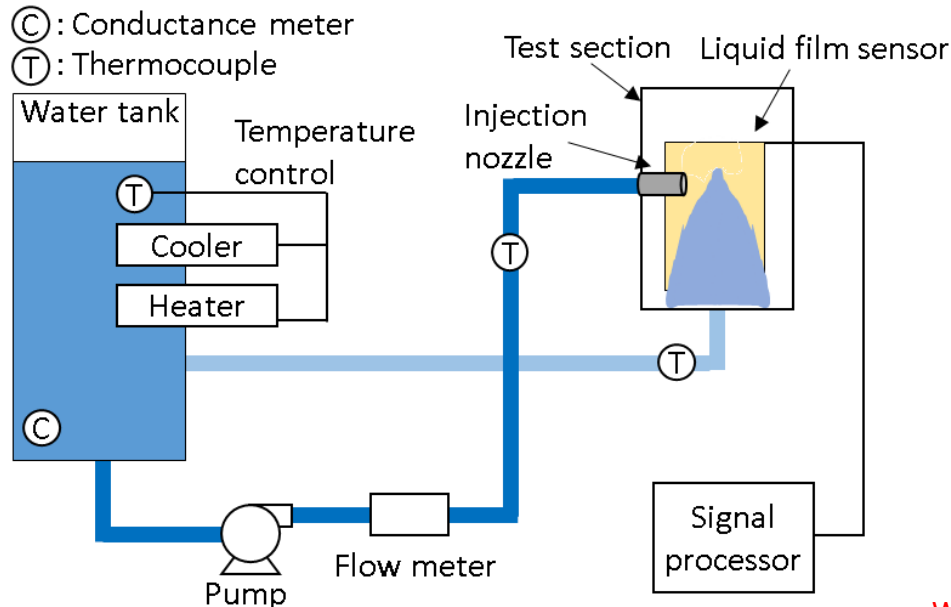 C : Conductance meter
T : Thermocouple
Water tank
Temperature
control
T
Cooler
Heater
C
Pump
Flow meter
T
Injection
nozzle
Test section
Liquid film sensor
T
Signal
processor